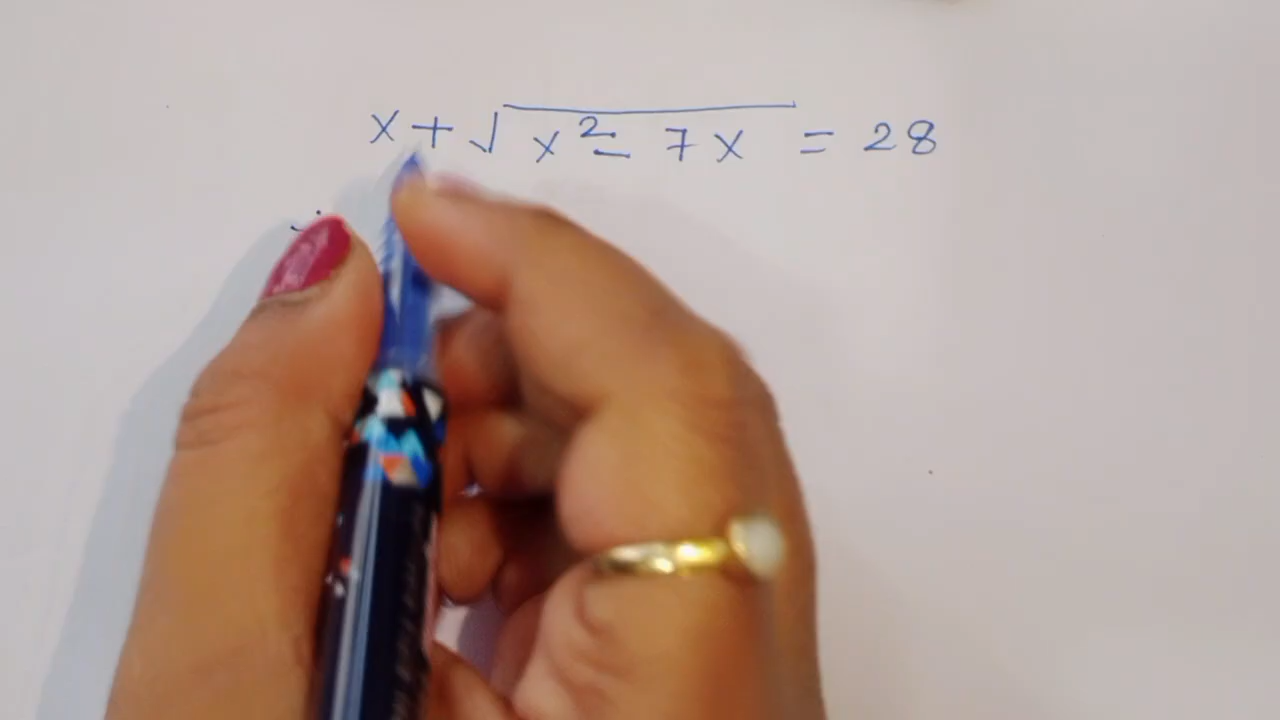 x + √(x² - 7x) = 28